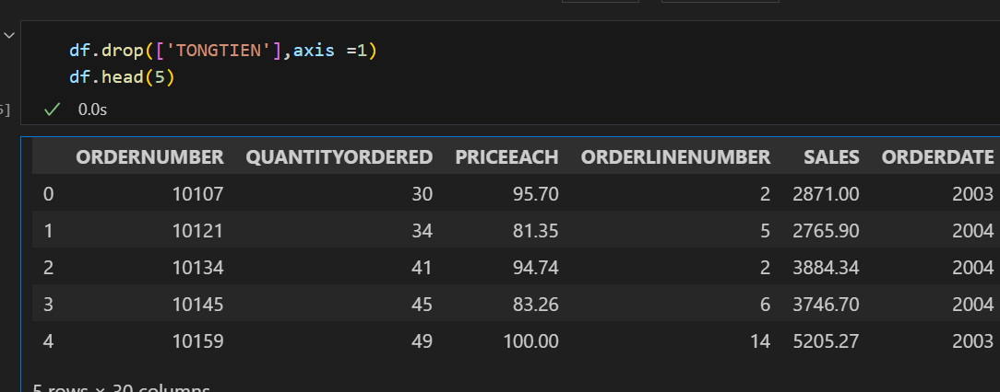 df.drop(['TONGTIEN'],axis =1)
df.head(5)
5]
0.0s
ORDERNUMBER QUANTITYORDERED PRICEEACH ORDERLINENUMBER SALES ORDERDATE
0 10107 30 95.70 2 2871.00 2003
1 10121 34 81.35 5 2765.90 2004
2 10134 41 94.74 2 3884.34 2004
3 10145 45 83.26 6 3746.70 2004
4 10159 49 100.00 14 5205.27 2003
5 rows × 30 columns